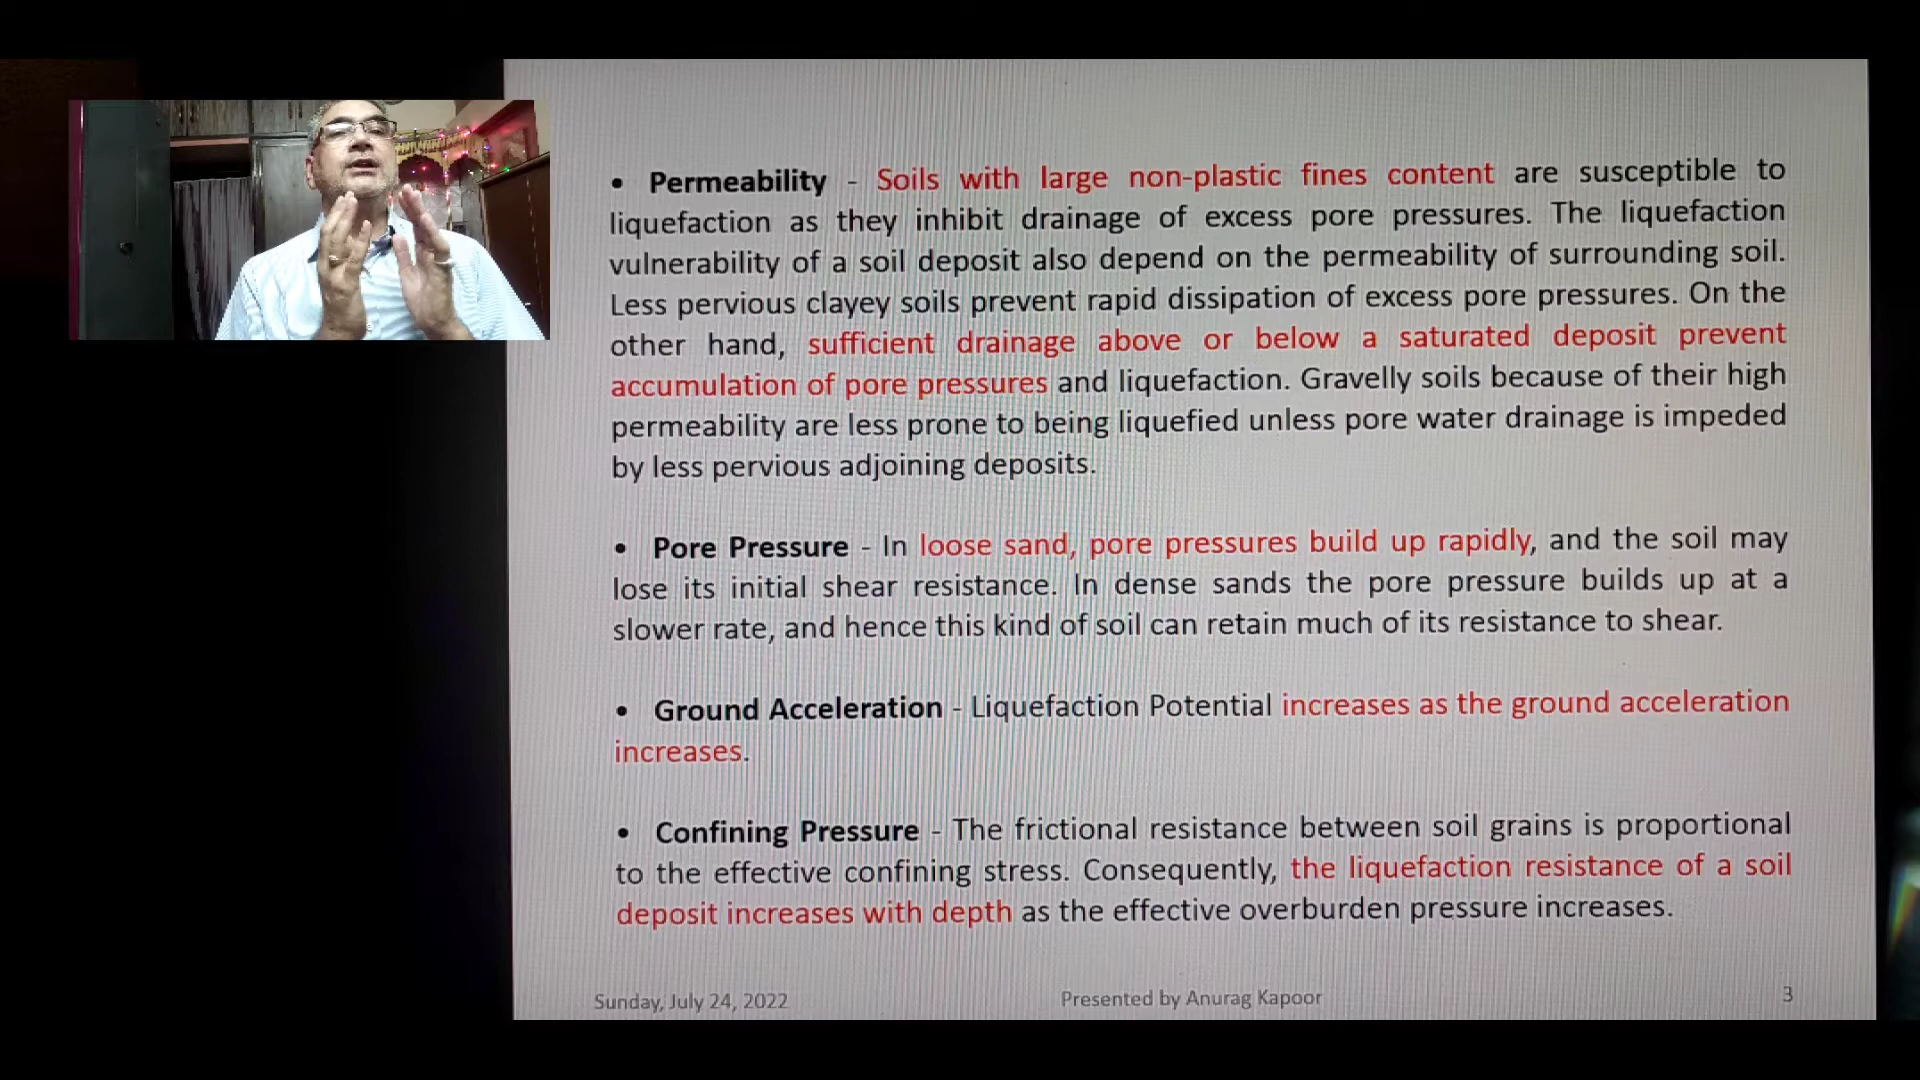 • Permeability - Soils with large non-plastic fines content are susceptible to
liquefaction as they inhibit drainage of excess pore pressures. The liquefaction
vulnerability of a soil deposit also depend on the permeability of surrounding soil.
Less pervious clayey soils prevent rapid dissipation of excess pore pressures. On the
other hand, sufficient drainage above or below a saturated deposit prevent
accumulation of pore pressures and liquefaction. Gravelly soils because of their high
permeability are less prone to being liquefied unless pore water drainage is impeded
by less pervious adjoining deposits.
• Pore Pressure - In loose sand, pore pressures build up rapidly, and the soil may
lose its initial shear resistance. In dense sands the pore pressure builds up at a
slower rate, and hence this kind of soil can retain much of its resistance to shear.
• Ground Acceleration - Liquefaction Potential increases as the ground acceleration
increases.
• Confining Pressure - The frictional resistance between soil grains is proportional
to the effective confining stress. Consequently, the liquefaction resistance of a soil
deposit increases with depth as the effective overburden pressure increases.
Sunday, July 24, 2022
Presented by Anurag Kapoor
3